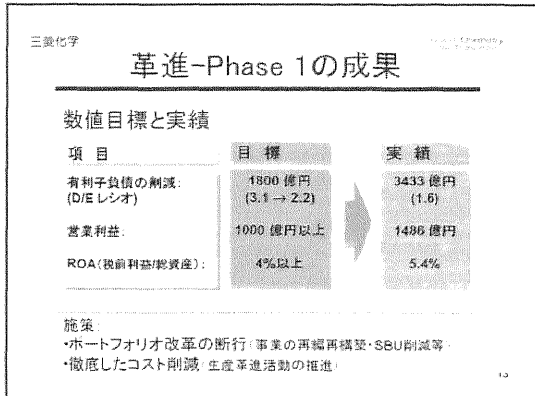 三菱化学
革進-Phase 1の成果
数値目標と実績
項 目 目 標 実 績
有利子負債の削減: 1800 億円 3433 億円
(D/E レシオ) (3.1 → 2.2) (1.6)
営業利益: 1000 億円以上 1486 億円
ROA(税前利益/総資産): 4%以上 5.4%
施策:
・ポートフォリオ改革の断行(事業の再編再構築・SBU削減等)
・徹底したコスト削減(生産革進活動の推進)